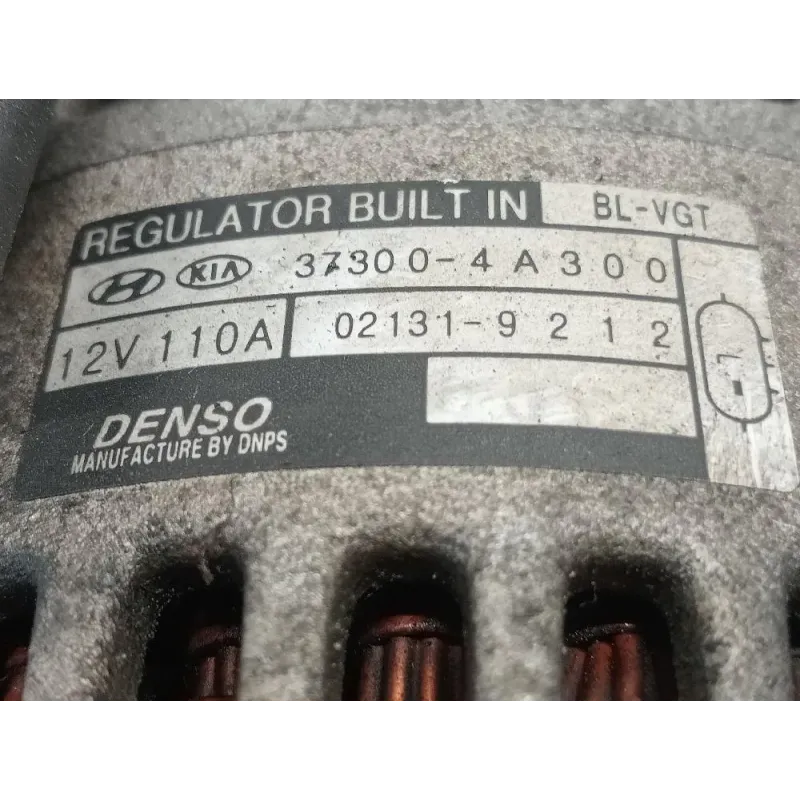 REGULATOR BUILT IN BL-VGT
KIA 37300-4A300
12V 110A 02131-9212
DENSO
MANUFACTURE BY DNPS
L